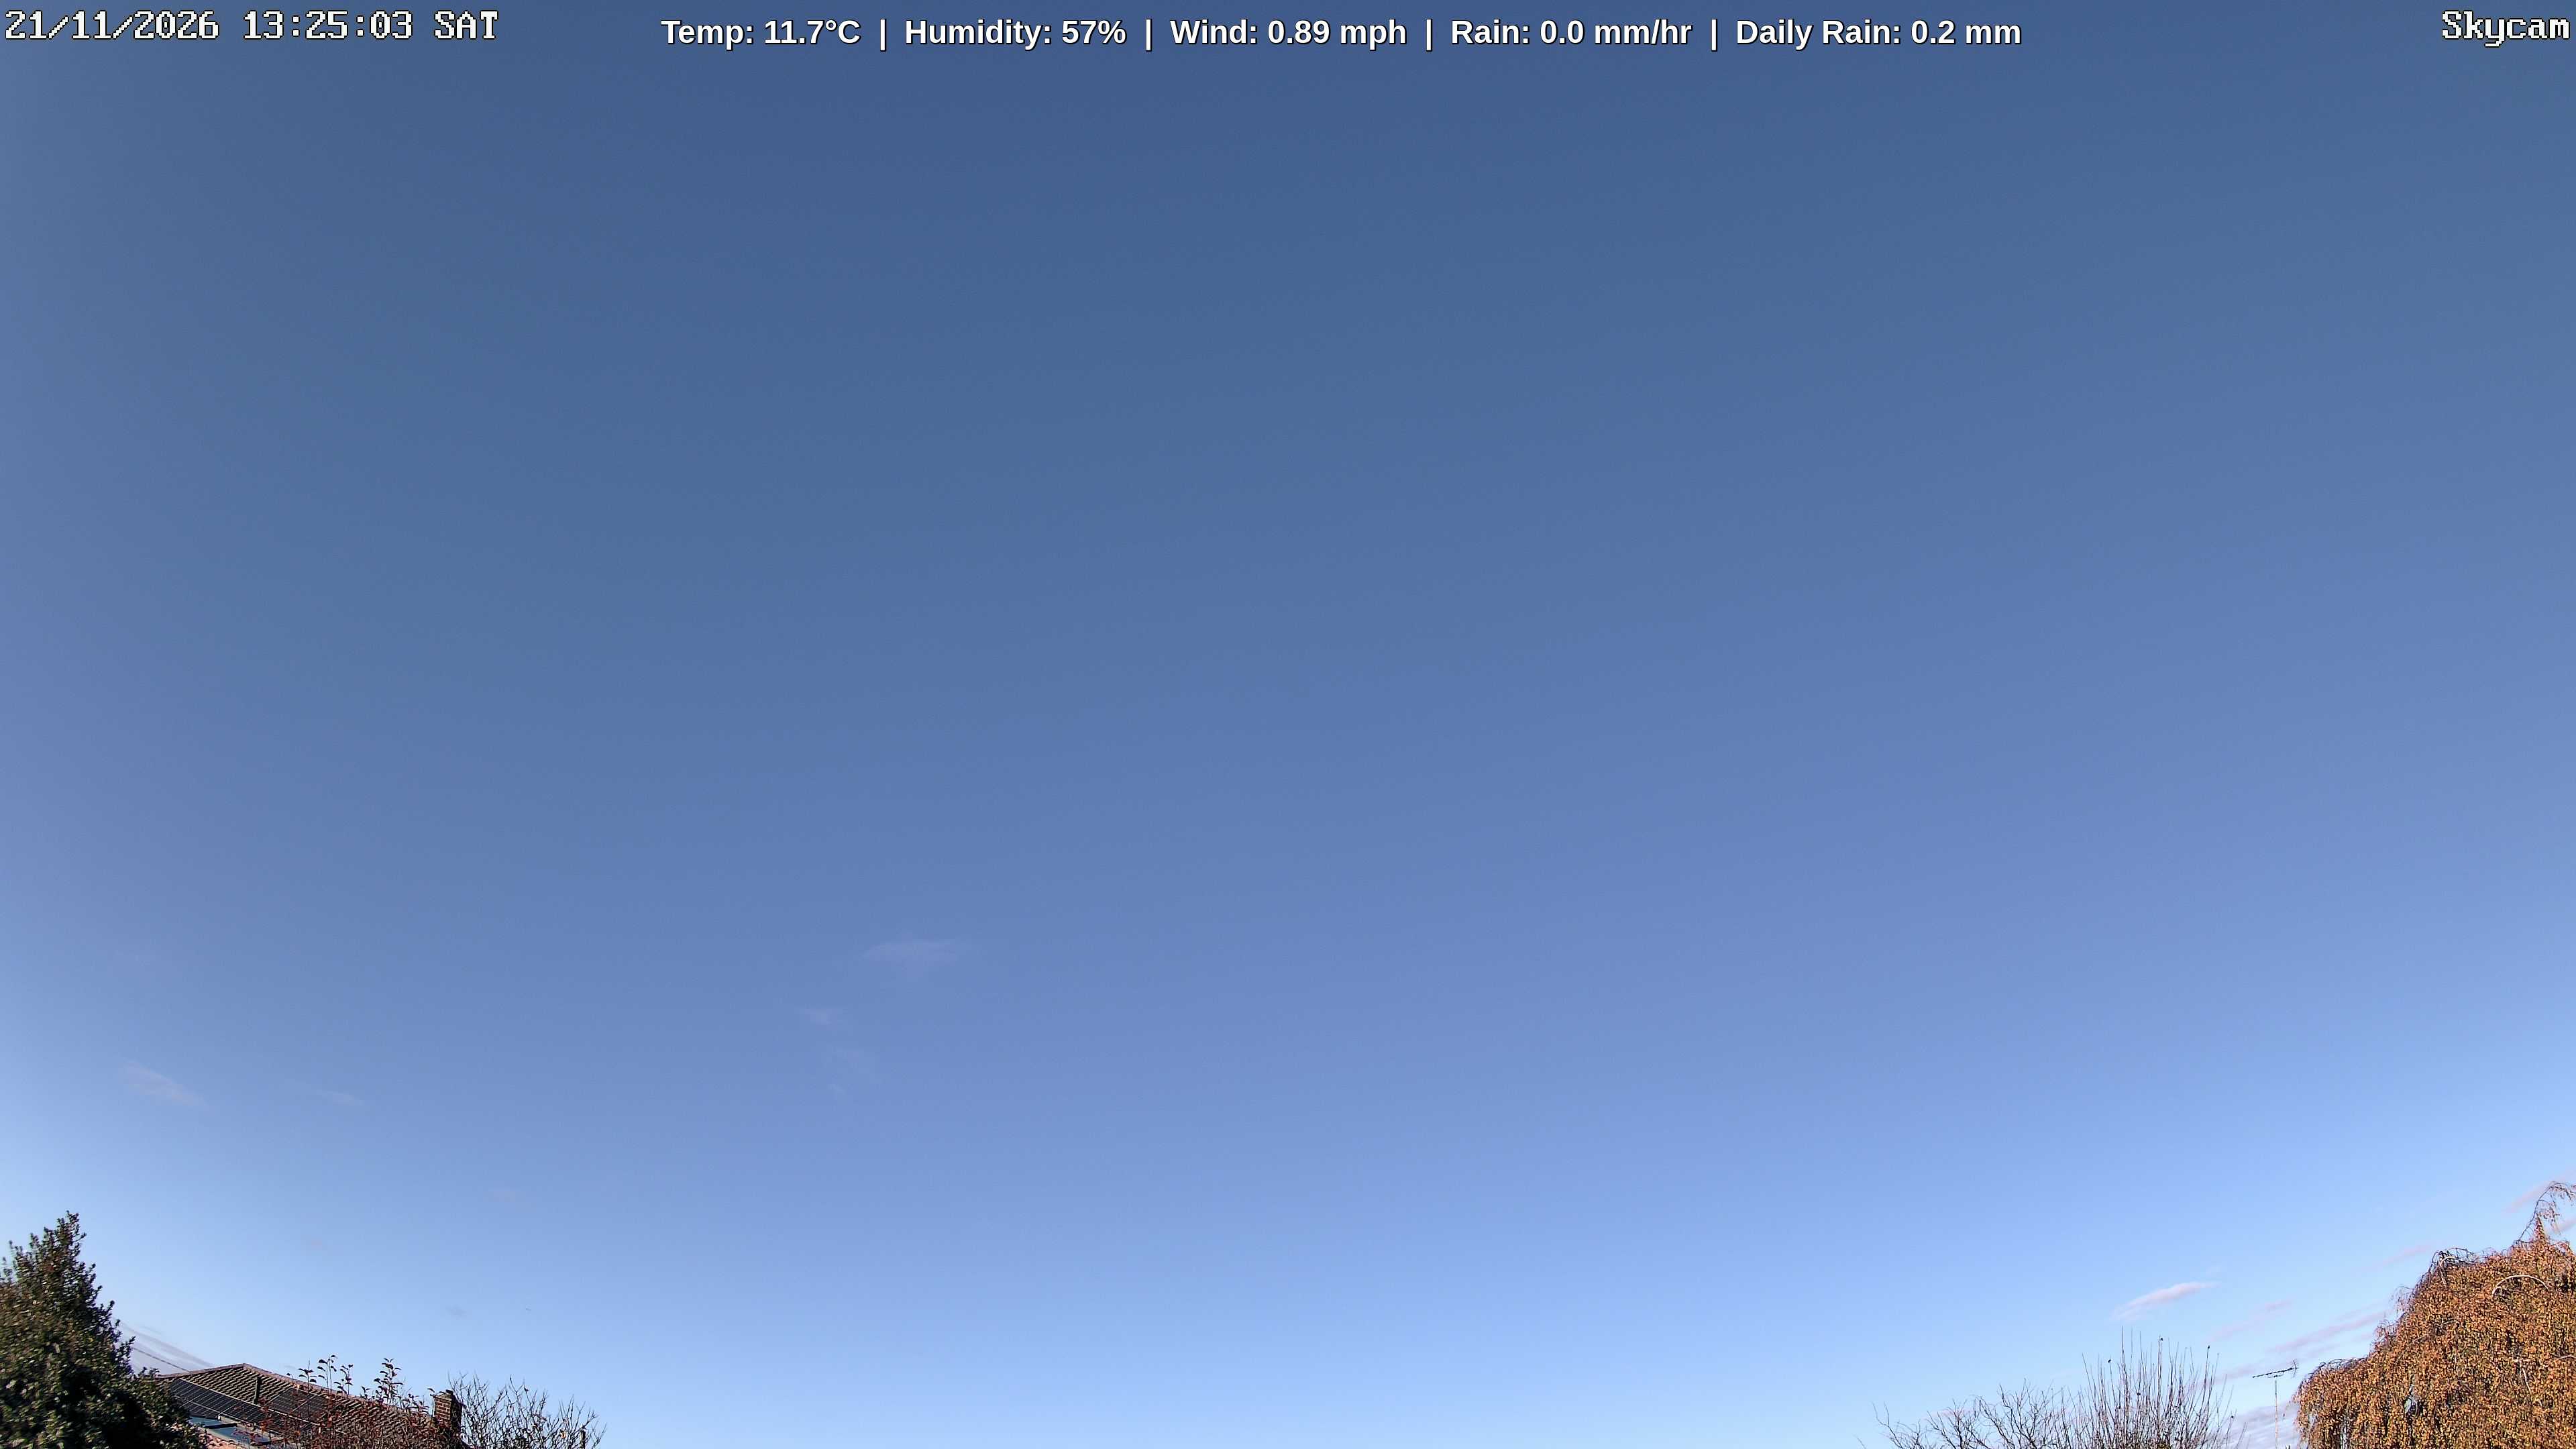 21/11/2026 13:25:03 SAT
Temp: 11.7°C | Humidity: 57% | Wind: 0.89 mph | Rain: 0.0 mm/hr | Daily Rain: 0.2 mm
Skycam